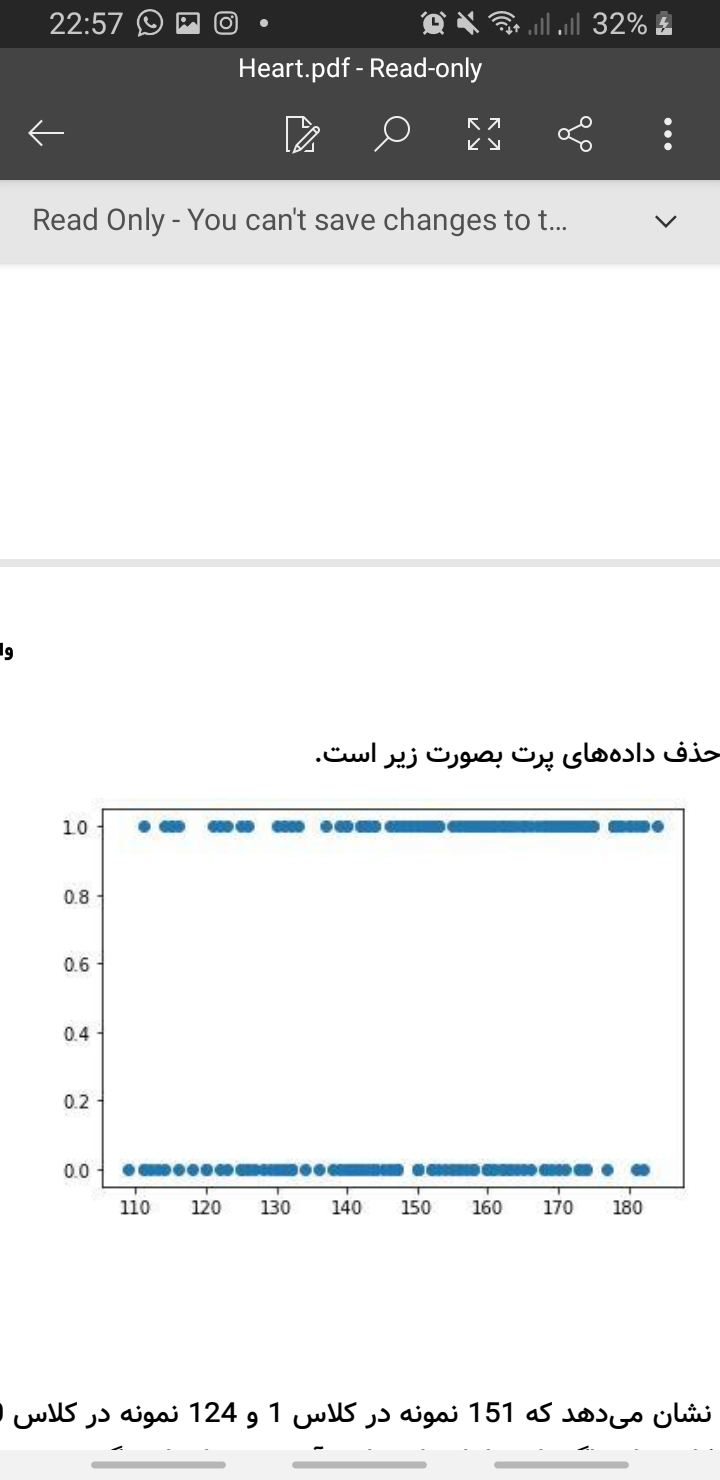 22:57 32%
Heart.pdf - Read-only
Read Only - You can't save changes to t...
حذف داده‌های پرت بصورت زیر است.
1.0
0.8
0.6
0.4
0.2
0.0
110 120 130 140 150 160 170 180
نشان می‌دهد که 151 نمونه در کلاس 1 و 124 نمونه در کلاس